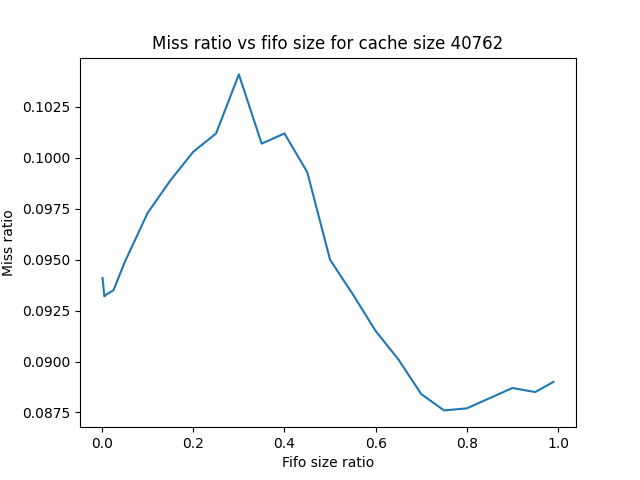 Miss ratio vs fifo size for cache size 40762
Miss ratio
0.1025
0.1000
0.0975
0.0950
0.0925
0.0900
0.0875
0.0 0.2 0.4 0.6 0.8 1.0
Fifo size ratio